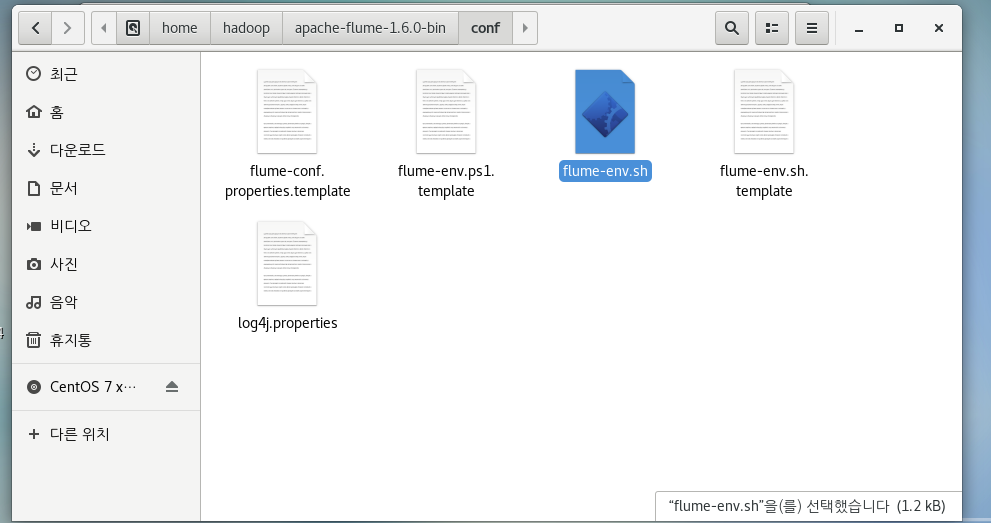 home hadoop apache-flume-1.6.0-bin conf
최근
홈
다운로드
문서
비디오
사진
음악
휴지통
CentOS 7 x…
다른 위치
flume-conf.
properties.template
flume-env.ps1.
template
flume-env.sh
flume-env.sh.
template
log4j.properties
“flume-env.sh”을(를) 선택했습니다 (1.2 kB)
4